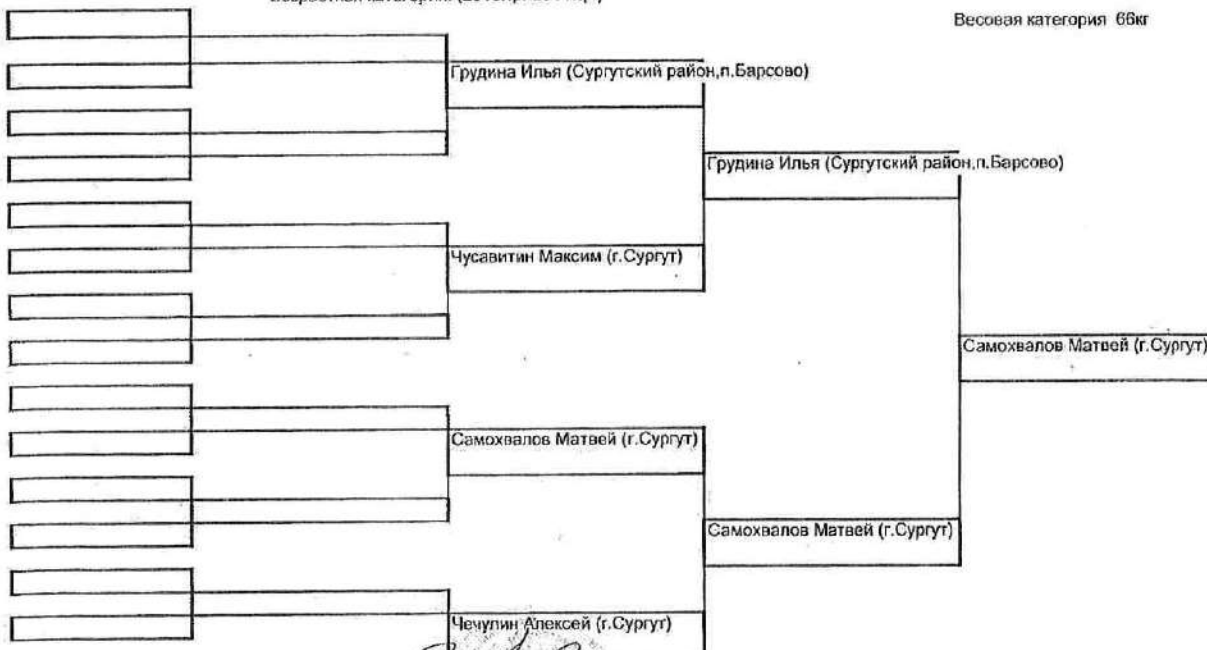 Весовая категория 66кг
Грудина Илья (Сургутский район,п.Барсово)
Грудина Илья (Сургутский район,п.Барсово)
Чусавитин Максим (г.Сургут)
Самохвалов Матвей (г.Сургут)
Самохвалов Матвей (г.Сургут)
Самохвалов Матвей (г.Сургут)
Чечулин Алексей (г.Сургут)